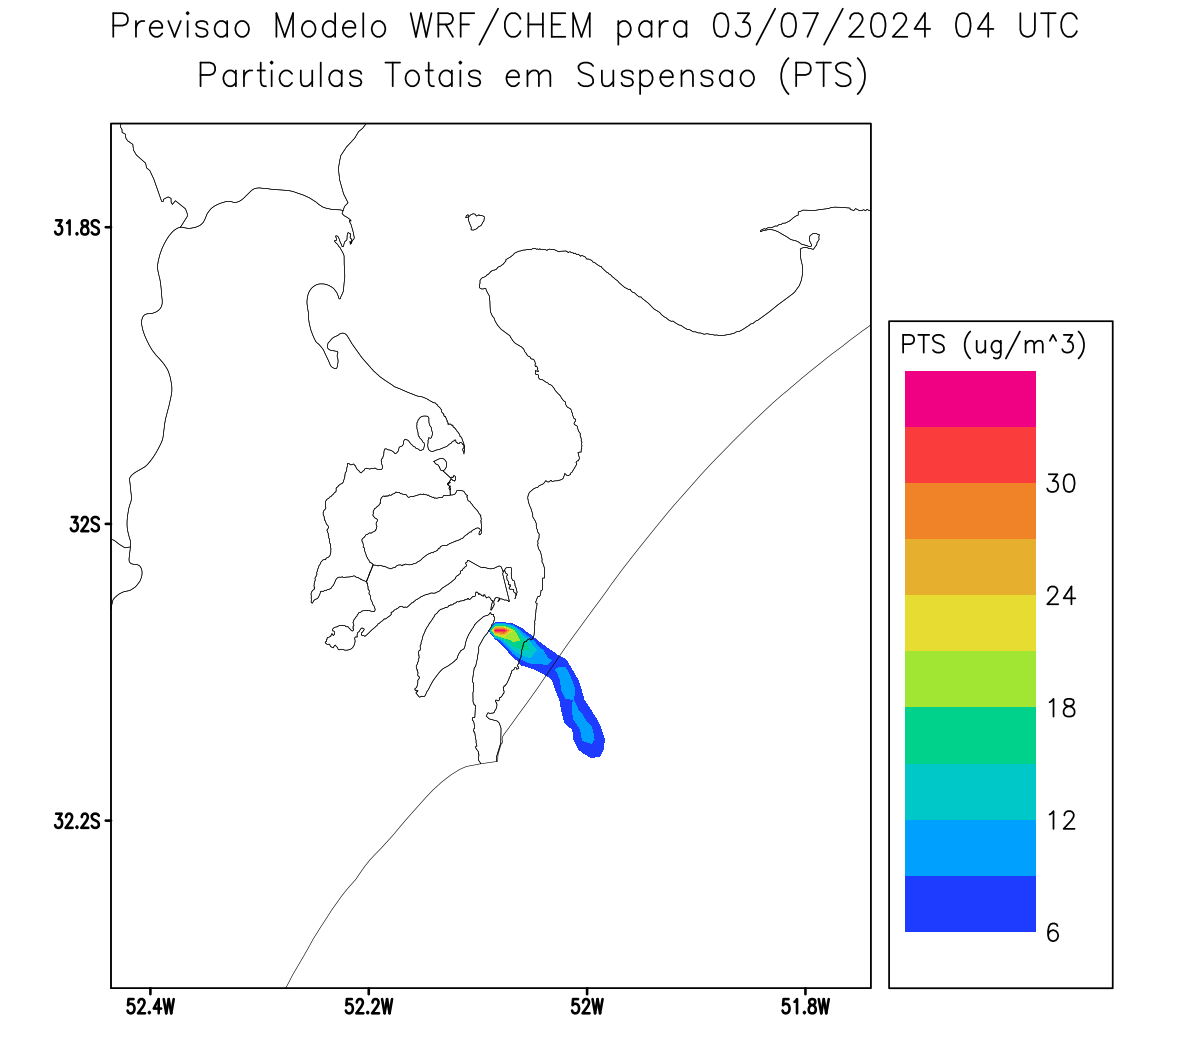 Previsao Modelo WRF/CHEM para 03/07/2024 04 UTC
Particulas Totais em Suspensao (PTS)
31.8S
32S
32.2S
52.4W
52.2W
52W
51.8W
PTS (ug/m^3)
30
24
18
12
6